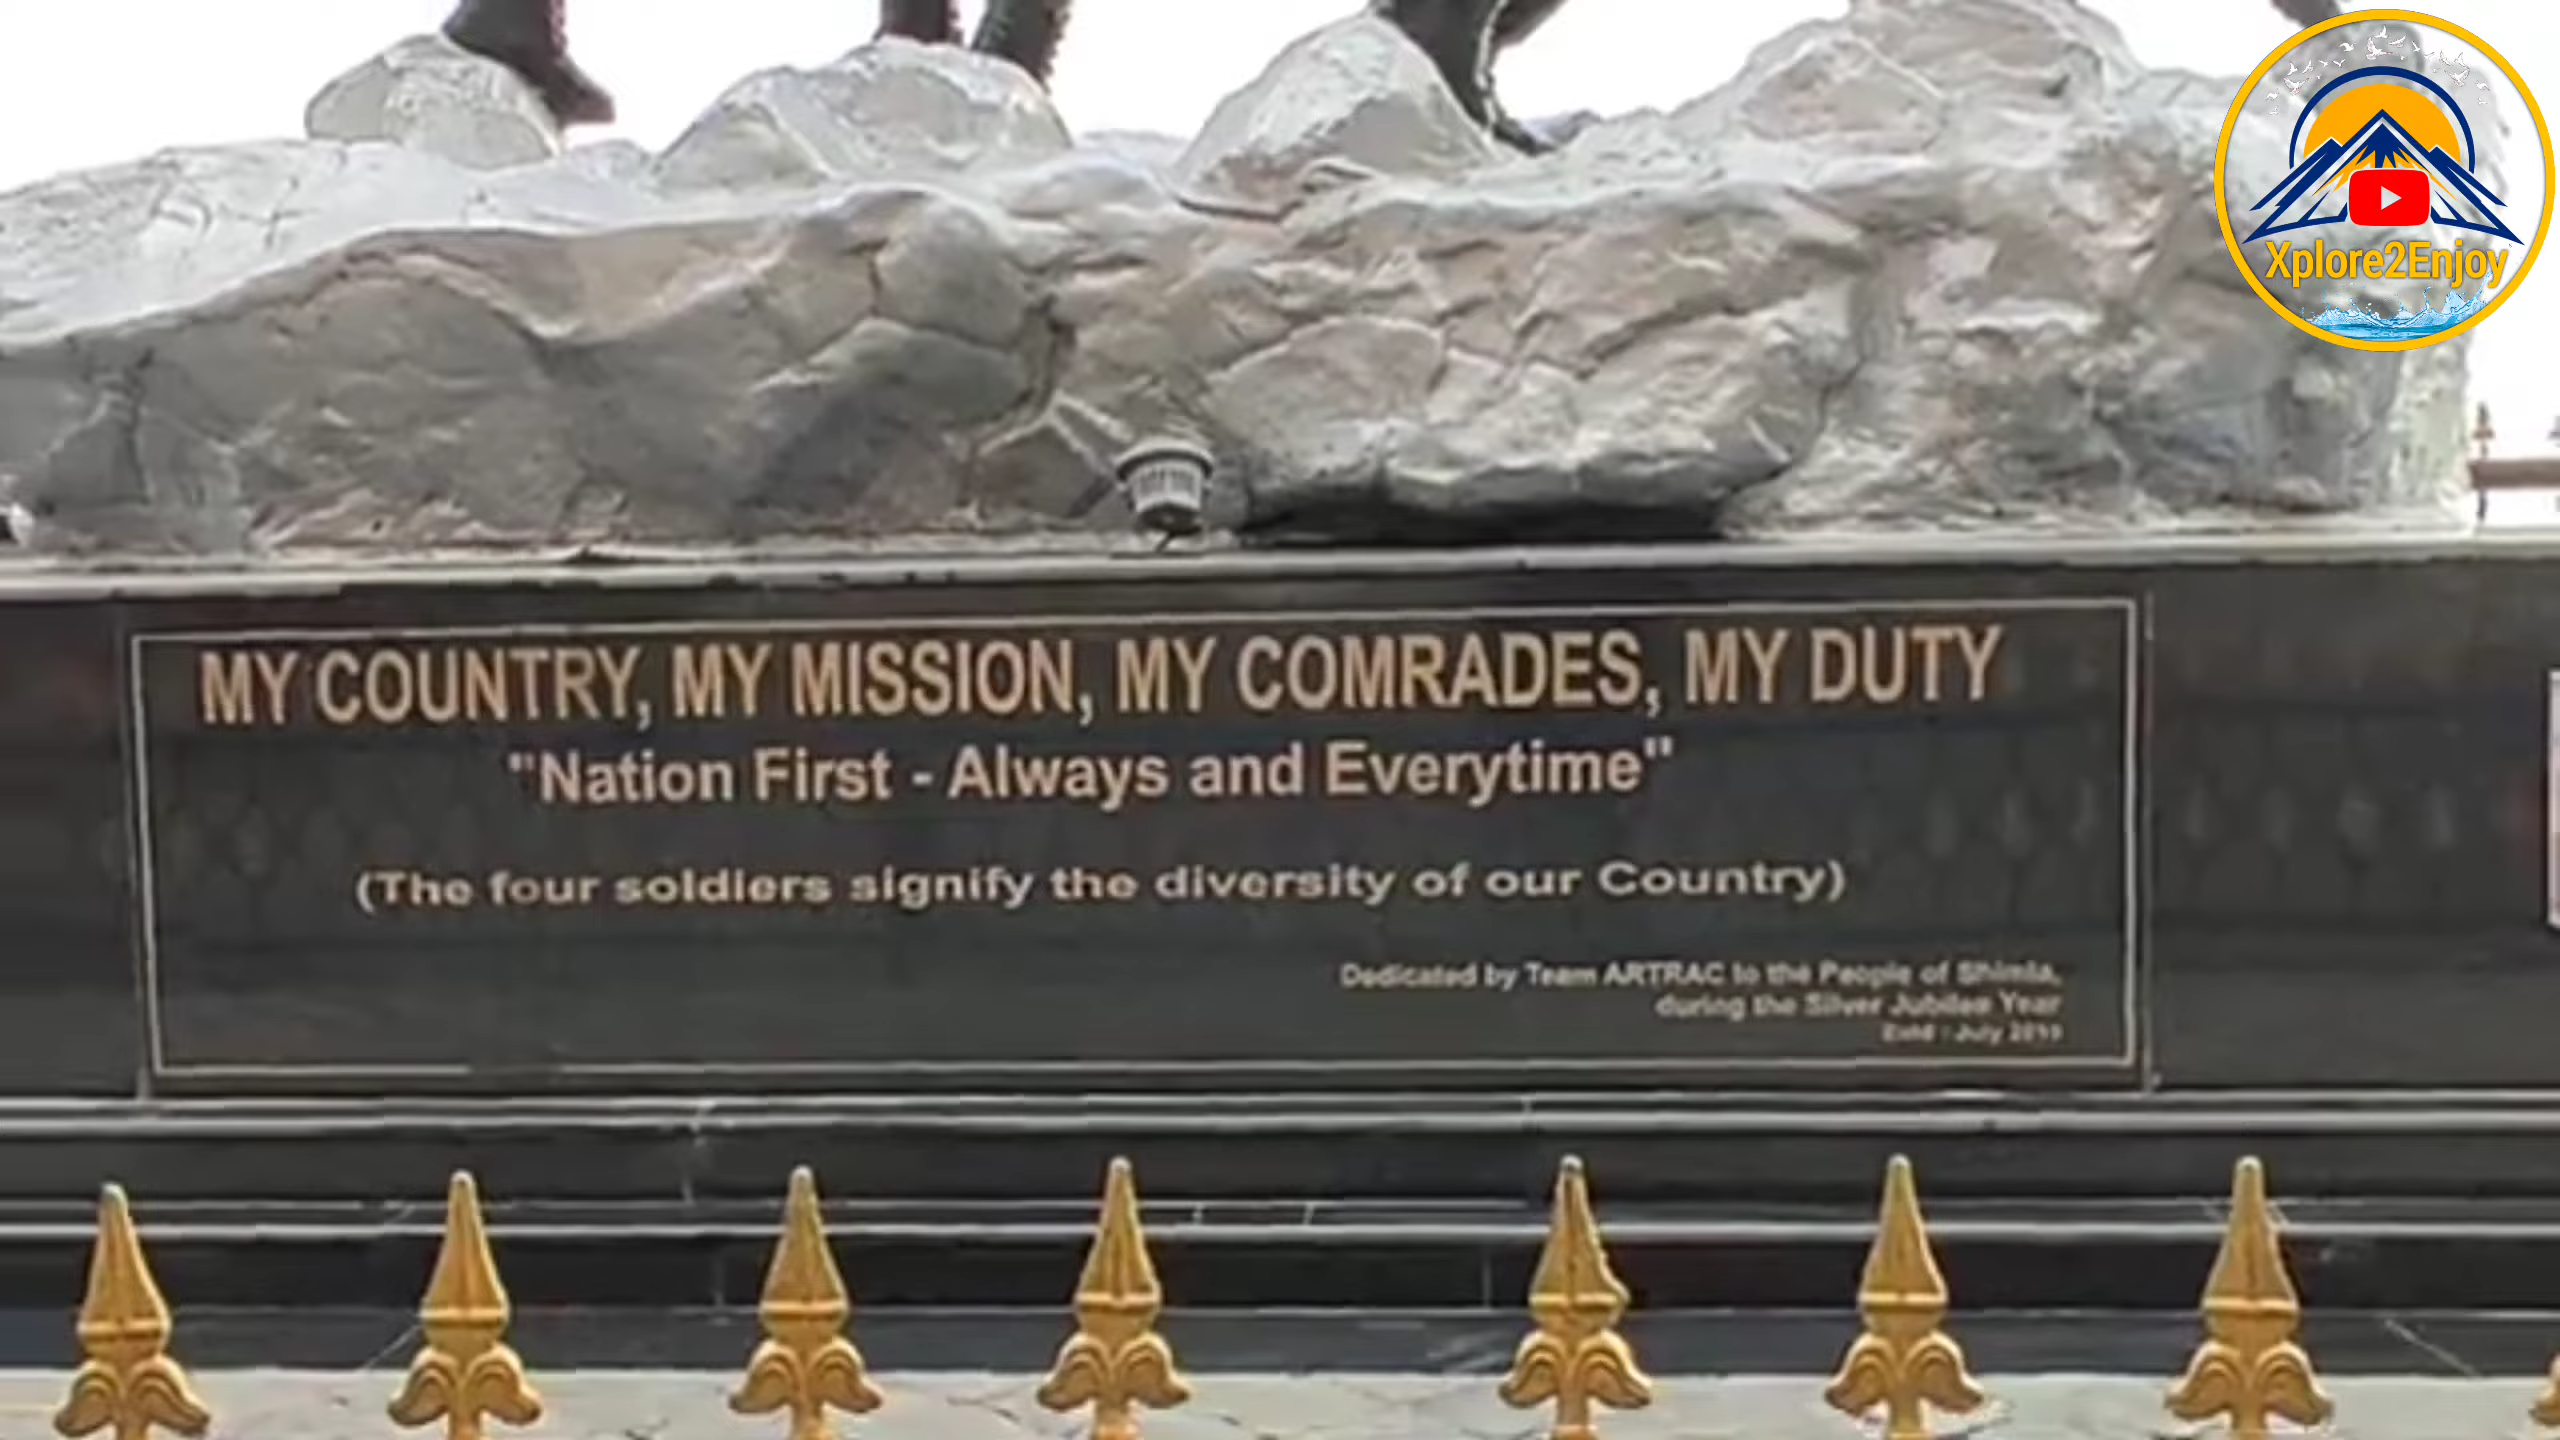 Xplore2Enjoy
MY COUNTRY, MY MISSION, MY COMRADES, MY DUTY
"Nation First - Always and Everytime"
(The four soldiers signify the diversity of our Country)
Dedicated by Team ARTRAC to the People of Shimla,
during the Silver Jubilee Year
July